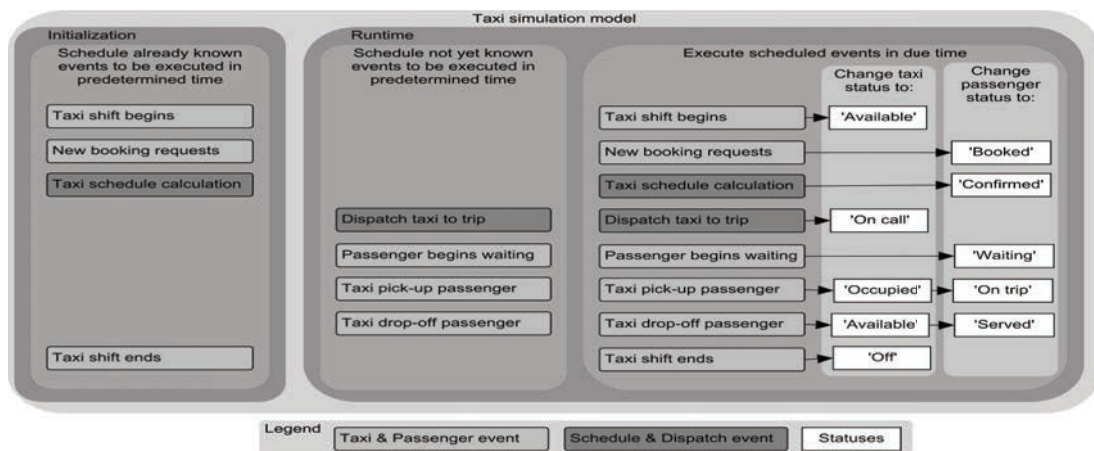 Taxi simulation model
Initialization
Schedule already known
events to be executed in
predetermined time
Taxi shift begins
New booking requests
Taxi schedule calculation
Taxi shift ends
Runtime
Schedule not yet known
events to be executed in
predetermined time
Dispatch taxi to trip
Passenger begins waiting
Taxi pick-up passenger
Taxi drop-off passenger
Execute scheduled events in due time
Change taxi
status to:
Change
passenger
status to:
Taxi shift begins
'Available'
New booking requests
'Booked'
Taxi schedule calculation
'Confirmed'
Dispatch taxi to trip
'On call'
Passenger begins waiting
'Waiting'
Taxi pick-up passenger
'Occupied'
'On trip'
Taxi drop-off passenger
'Available'
'Served'
Taxi shift ends
'Off'
Legend
Taxi & Passenger event
Schedule & Dispatch event
Statuses